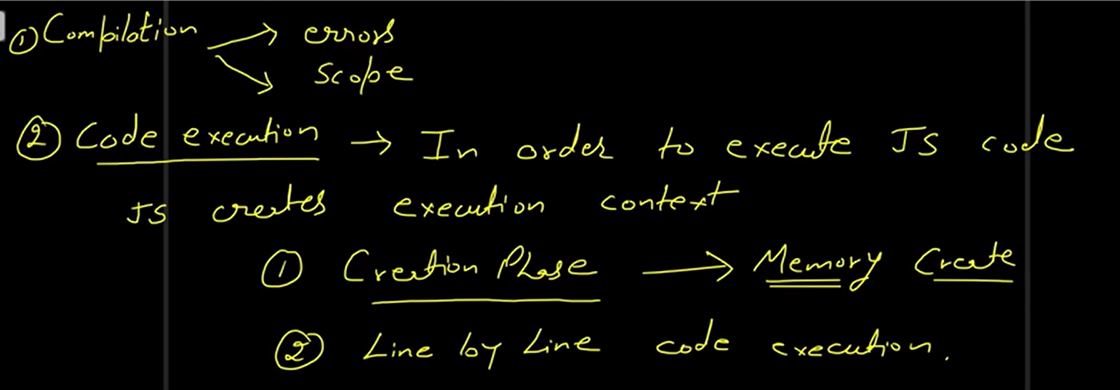 ① Compilation → errors
→ Scope
② Code execution → In order to execute JS code
JS creates execution context
① Creation Phase → Memory Create
② Line by Line code execution.